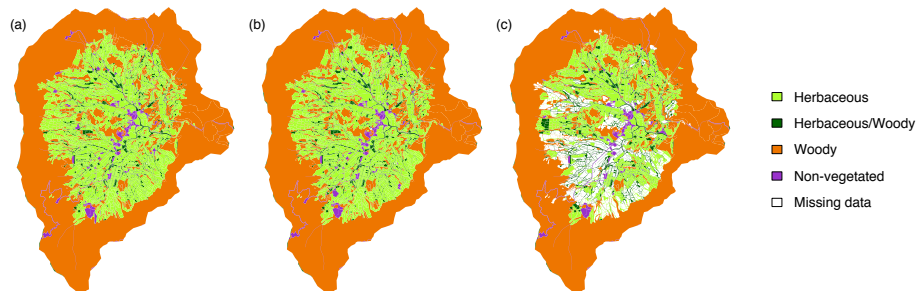 (a)
(b)
(c)
Herbaceous
Herbaceous/Woody
Woody
Non-vegetated
Missing data